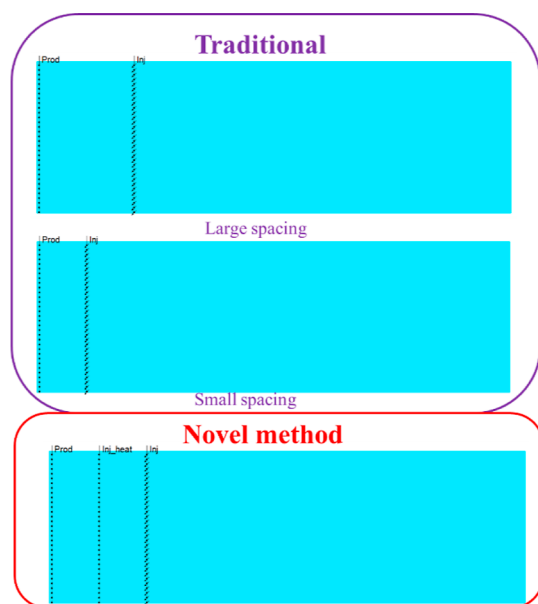 Traditional
Prod Inj
Large spacing
Prod Inj
Small spacing
Novel method
Prod Inj_heat Inj